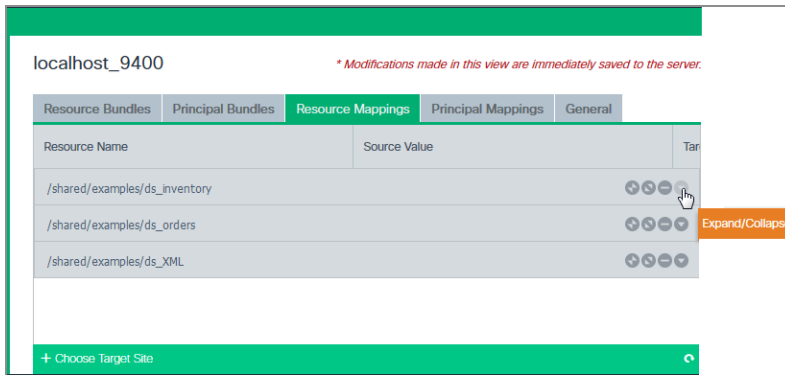 localhost_9400
* Modifications made in this view are immediately saved to the server.
Resource Bundles Principal Bundles Resource Mappings Principal Mappings General
Resource Name Source Value Tar
/shared/examples/ds_inventory
/shared/examples/ds_orders
Expand/Collaps
/shared/examples/ds_XML
+ Choose Target Site